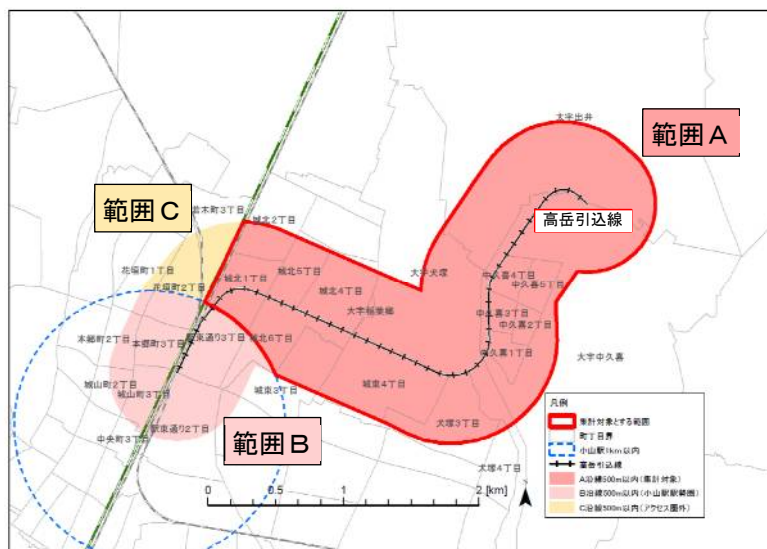 範囲A
大字出井
高岳引込線
範囲C
若木町3丁目
城北2丁目
花垣町1丁目
花垣町2丁目
城北1丁目
城北5丁目
城北4丁目
大字犬塚
中久喜4丁目
中久喜5丁目
大字稲葉郷
中久喜3丁目
中久喜2丁目
本郷町2丁目
本郷町3丁目
駅東通り3丁目
城北6丁目
中久喜1丁目
大字中久喜
城山町2丁目
城山町3丁目
城東3丁目
城東4丁目
中央町3丁目
駅東通り2丁目
犬塚3丁目
範囲B
犬塚4丁目
0 0.5 1 2 [km]
凡例
集計対象とする範囲
町丁目界
小山駅1km以内
高岳引込線
A沿線500m以内(集計対象)
B沿線500m以内(小山駅駅勢圏)
C沿線500m以内(アクセス圏外)